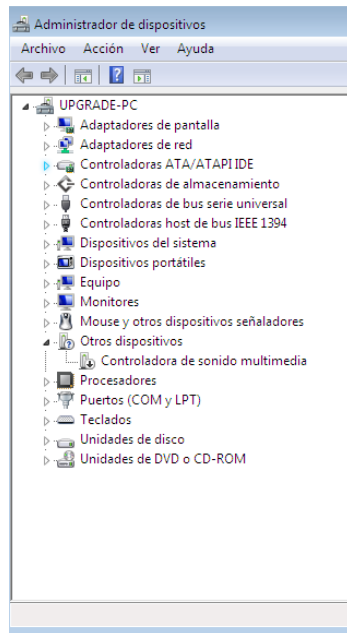 Administrador de dispositivos
Archivo Acción Ver Ayuda
UPGRADE-PC
Adaptadores de pantalla
Adaptadores de red
Controladoras ATA/ATAPI IDE
Controladoras de almacenamiento
Controladoras de bus serie universal
Controladoras host de bus IEEE 1394
Dispositivos del sistema
Dispositivos portátiles
Equipo
Monitores
Mouse y otros dispositivos señaladores
Otros dispositivos
Controladora de sonido multimedia
Procesadores
Puertos (COM y LPT)
Teclados
Unidades de disco
Unidades de DVD o CD-ROM